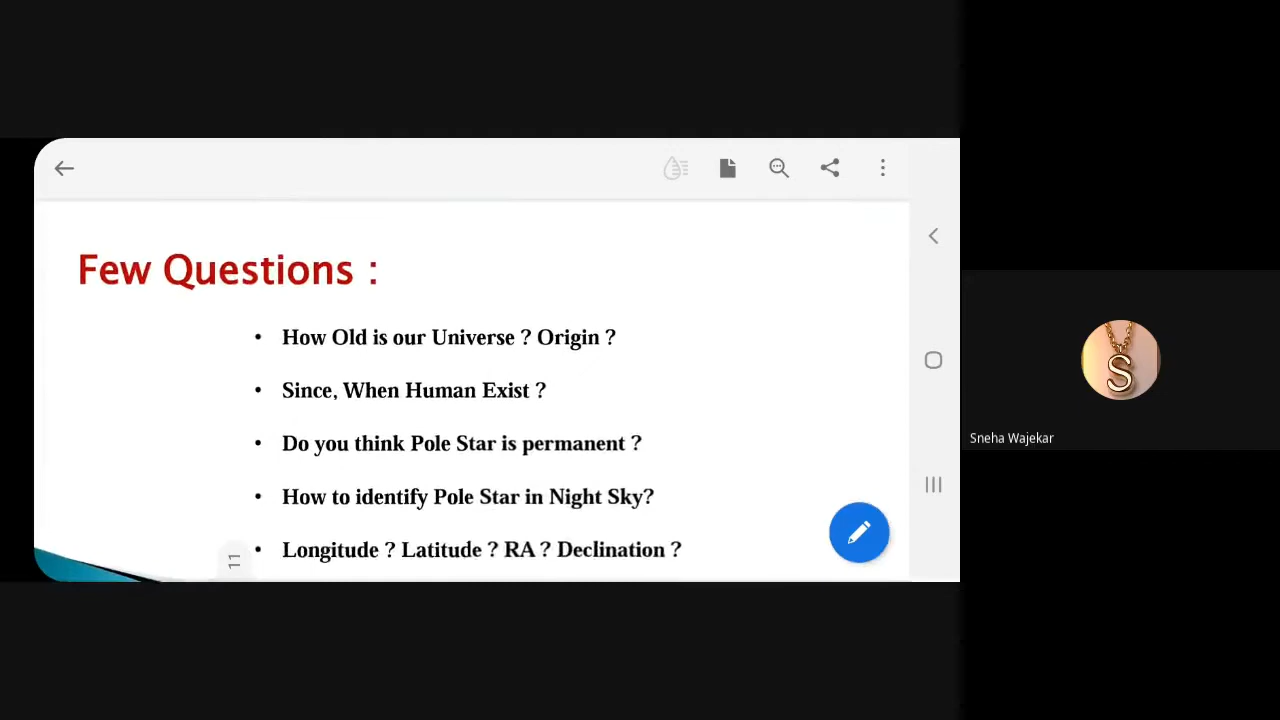 Few Questions :
• How Old is our Universe ? Origin ?
• Since, When Human Exist ?
• Do you think Pole Star is permanent ?
• How to identify Pole Star in Night Sky?
• Longitude ? Latitude ? RA ? Declination ?
11
S
Sneha Wajekar